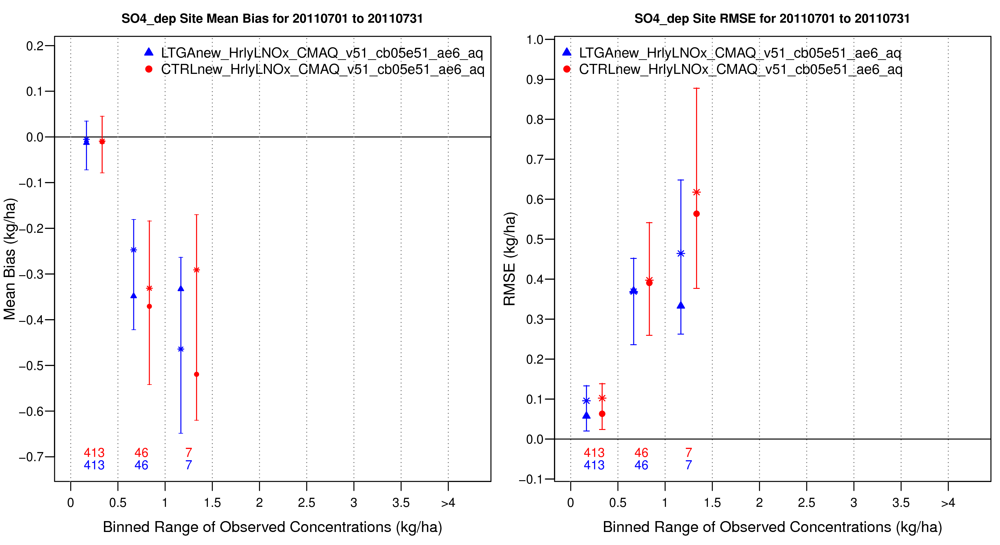 SO4_dep Site Mean Bias for 20110701 to 20110731
LTGAnew_HrlyLNOx_CMAQ_v51_cb05e51_ae6_aq
CTRLnew_HrlyLNOx_CMAQ_v51_cb05e51_ae6_aq
0.2
0.1
0.0
−0.1
−0.2
−0.3
−0.4
−0.5
−0.6
−0.7
Mean Bias (kg/ha)
413 46 7
413 46 7
0 0.5 1 1.5 2 2.5 3 3.5 >4
Binned Range of Observed Concentrations (kg/ha)
SO4_dep Site RMSE for 20110701 to 20110731
LTGAnew_HrlyLNOx_CMAQ_v51_cb05e51_ae6_aq
CTRLnew_HrlyLNOx_CMAQ_v51_cb05e51_ae6_aq
1.0
0.9
0.8
0.7
0.6
0.5
0.4
0.3
0.2
0.1
0.0
−0.1
RMSE (kg/ha)
413 46 7
413 46 7
0 0.5 1 1.5 2 2.5 3 3.5 >4
Binned Range of Observed Concentrations (kg/ha)